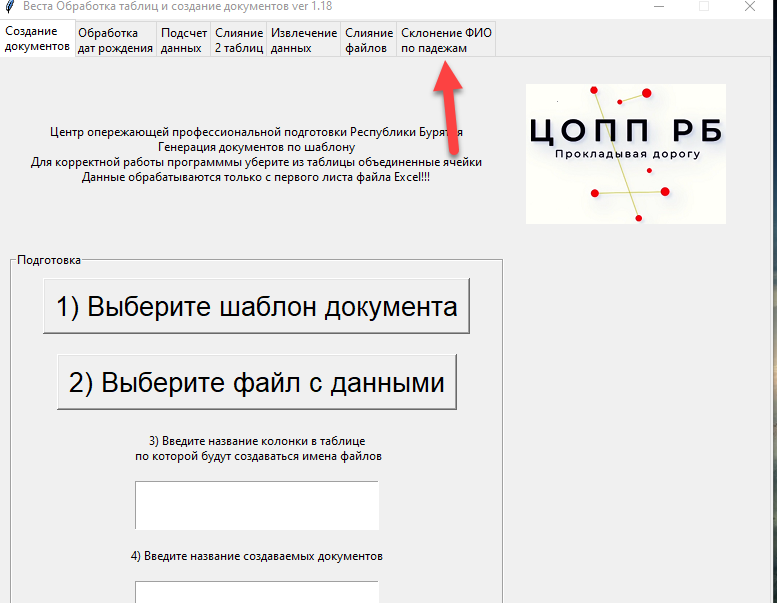 Веста Обработка таблиц и создание документов ver 1.18
Создание
документов
Обработка
дат рождения
Подсчет
данных
Слияние
2 таблиц
Извлечение
данных
Слияние
файлов
Склонение ФИО
по падежам
Центр опережающей профессиональной подготовки Республики Бурятия
Генерация документов по шаблону
Для корректной работы программмы уберите из таблицы объединенные ячейки
Данные обрабатываются только с первого листа файла Excel!!!
ЦОПП РБ
Прокладывая дорогу
Подготовка
1) Выберите шаблон документа
2) Выберите файл с данными
3) Введите название колонки в таблице
по которой будут создаваться имена файлов
4) Введите название создаваемых документов